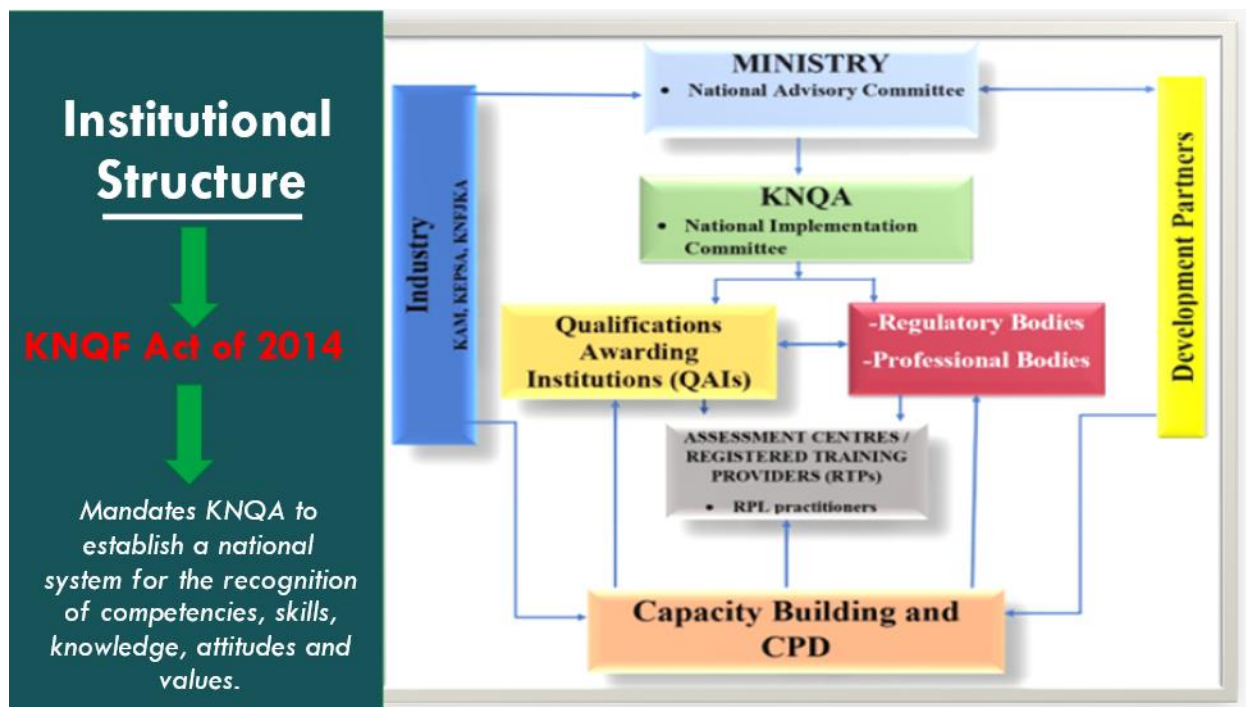 Institutional
Structure
KNQF Act of 2014
Mandates KNQA to
establish a national
system for the recognition
of competencies, skills,
knowledge, attitudes and
values.
MINISTRY
• National Advisory Committee
KNQA
• National Implementation
Committee
Industry
KAM, KEPSA, KNFJKA
Development Partners
Qualifications
Awarding
Institutions (QAIs)
-Regulatory Bodies
-Professional Bodies
ASSESSMENT CENTRES /
REGISTERED TRAINING
PROVIDERS (RTPs)
• RPL practitioners
Capacity Building and
CPD